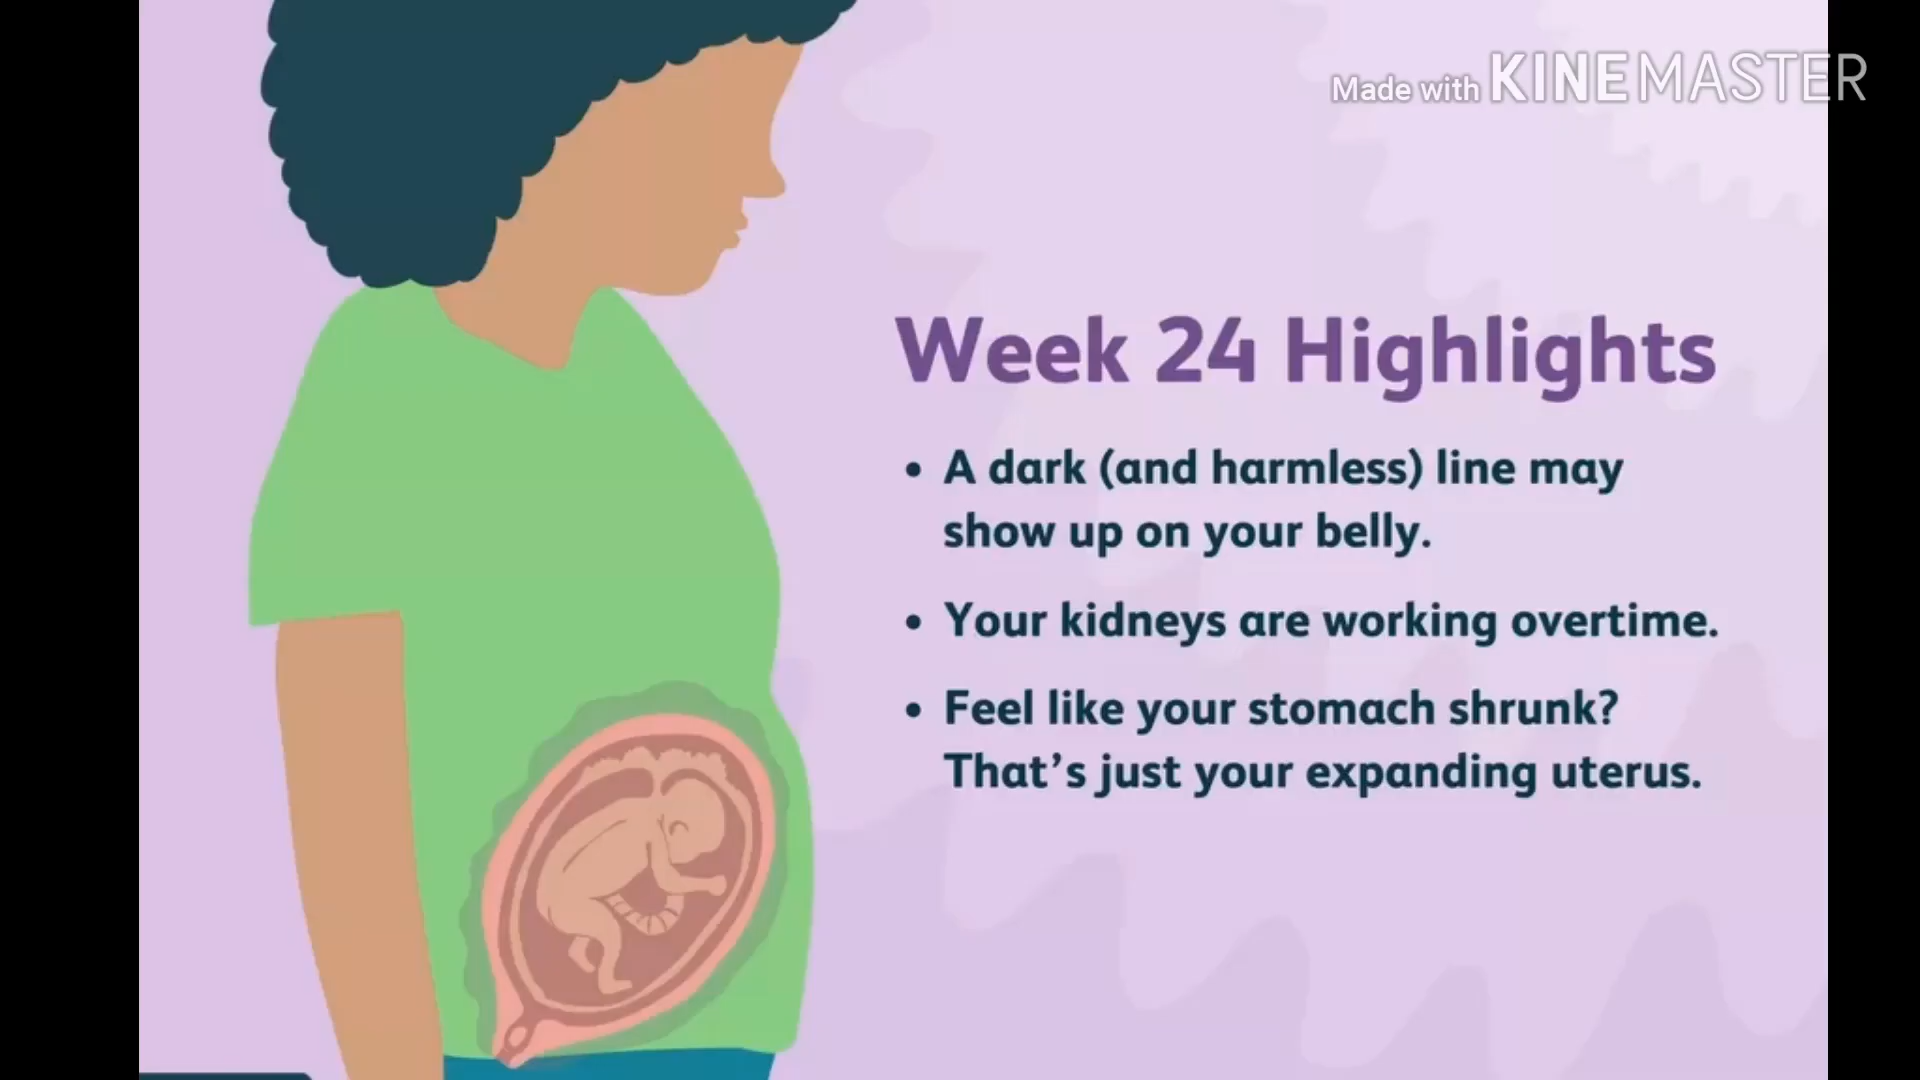 Made with KINEMASTER
Week 24 Highlights
• A dark (and harmless) line may
show up on your belly.
• Your kidneys are working overtime.
• Feel like your stomach shrunk?
That's just your expanding uterus.